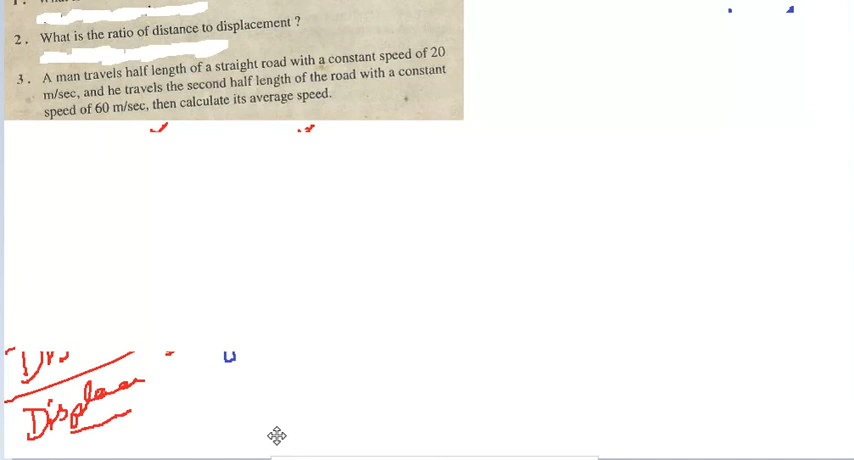 2. What is the ratio of distance to displacement ?
3. A man travels half length of a straight road with a constant speed of 20
m/sec, and he travels the second half length of the road with a constant
speed of 60 m/sec, then calculate its average speed.